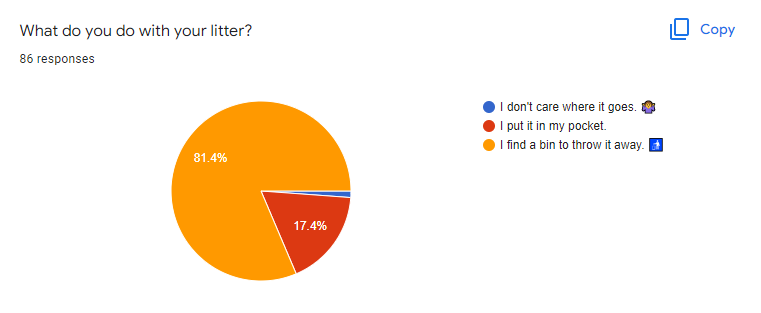 What do you do with your litter?
Copy
86 responses
I don't care where it goes. 🤷‍♀️
I put it in my pocket.
I find a bin to throw it away. 🚮
81.4%
17.4%